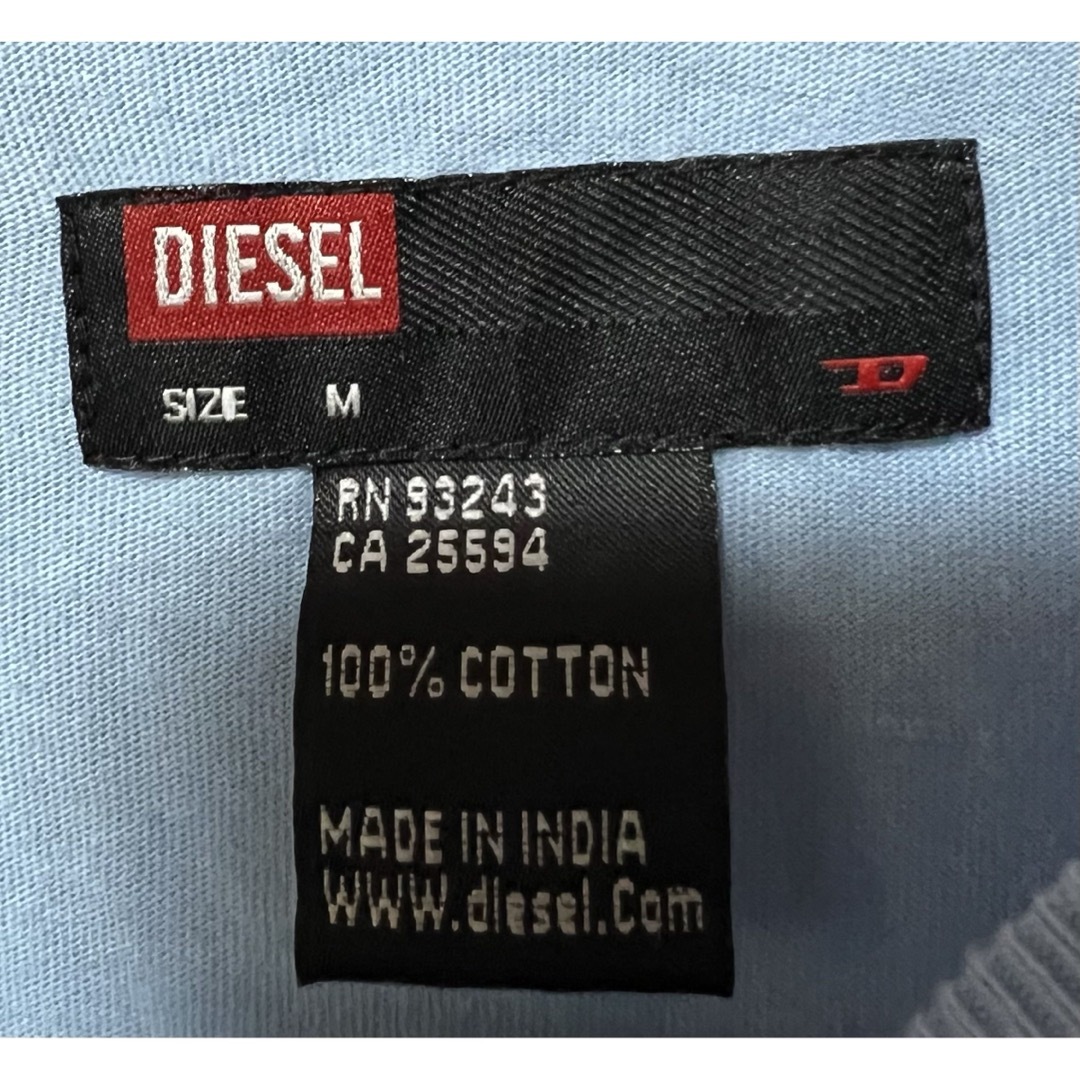 DIESEL
SIZE M
D
RN 93243
CA 25594
100% COTTON
MADE IN INDIA
WWW.diesel.Com